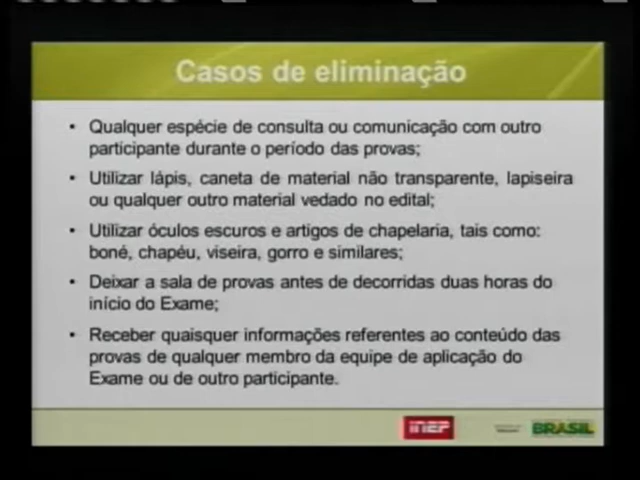 Casos de eliminação
• Qualquer espécie de consulta ou comunicação com outro
participante durante o período das provas;
• Utilizar lápis, caneta de material não transparente, lapiseira
ou qualquer outro material vedado no edital;
• Utilizar óculos escuros e artigos de chapelaria, tais como:
boné, chapéu, viseira, gorro e similares;
• Deixar a sala de provas antes de decorridas duas horas do
início do Exame;
• Receber quaisquer informações referentes ao conteúdo das
provas de qualquer membro da equipe de aplicação do
Exame ou de outro participante.
INEP
BRASIL